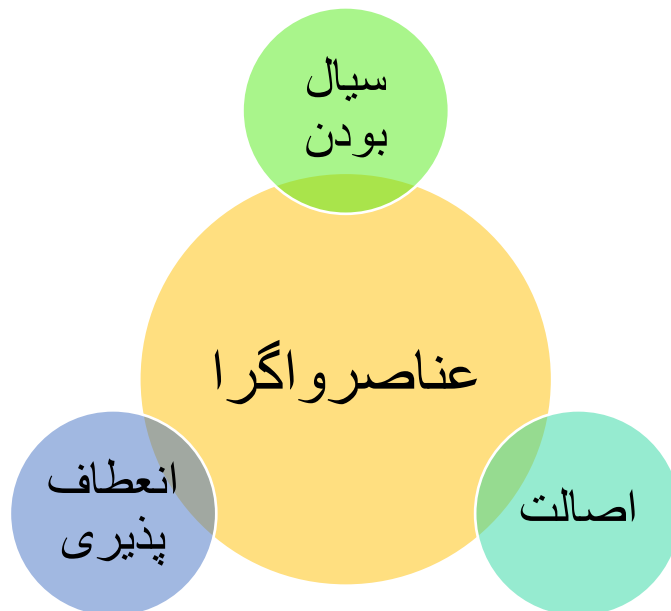 سیال
بودن
عناصرواگرا
انعطاف
پذیری
اصالت